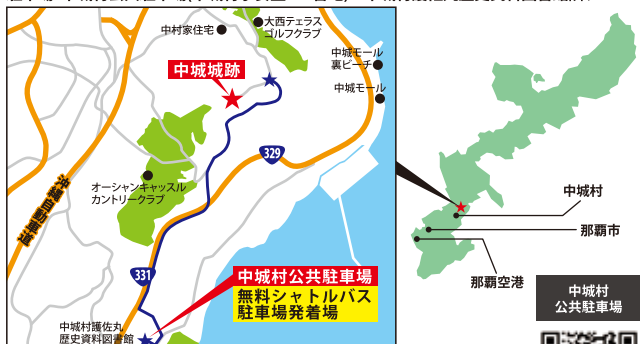 中村家住宅
大西テラス
ゴルフクラブ
中城モール
裏ビーチ
中城モール
中城城跡
329
オーシャンキャッスル
カントリークラブ
沖縄自動車道
331
中城村公共駐車場
無料シャトルバス
駐車場発着場
中城村護佐丸
歴史資料図書館
中城村
那覇市
那覇空港
中城村
公共駐車場